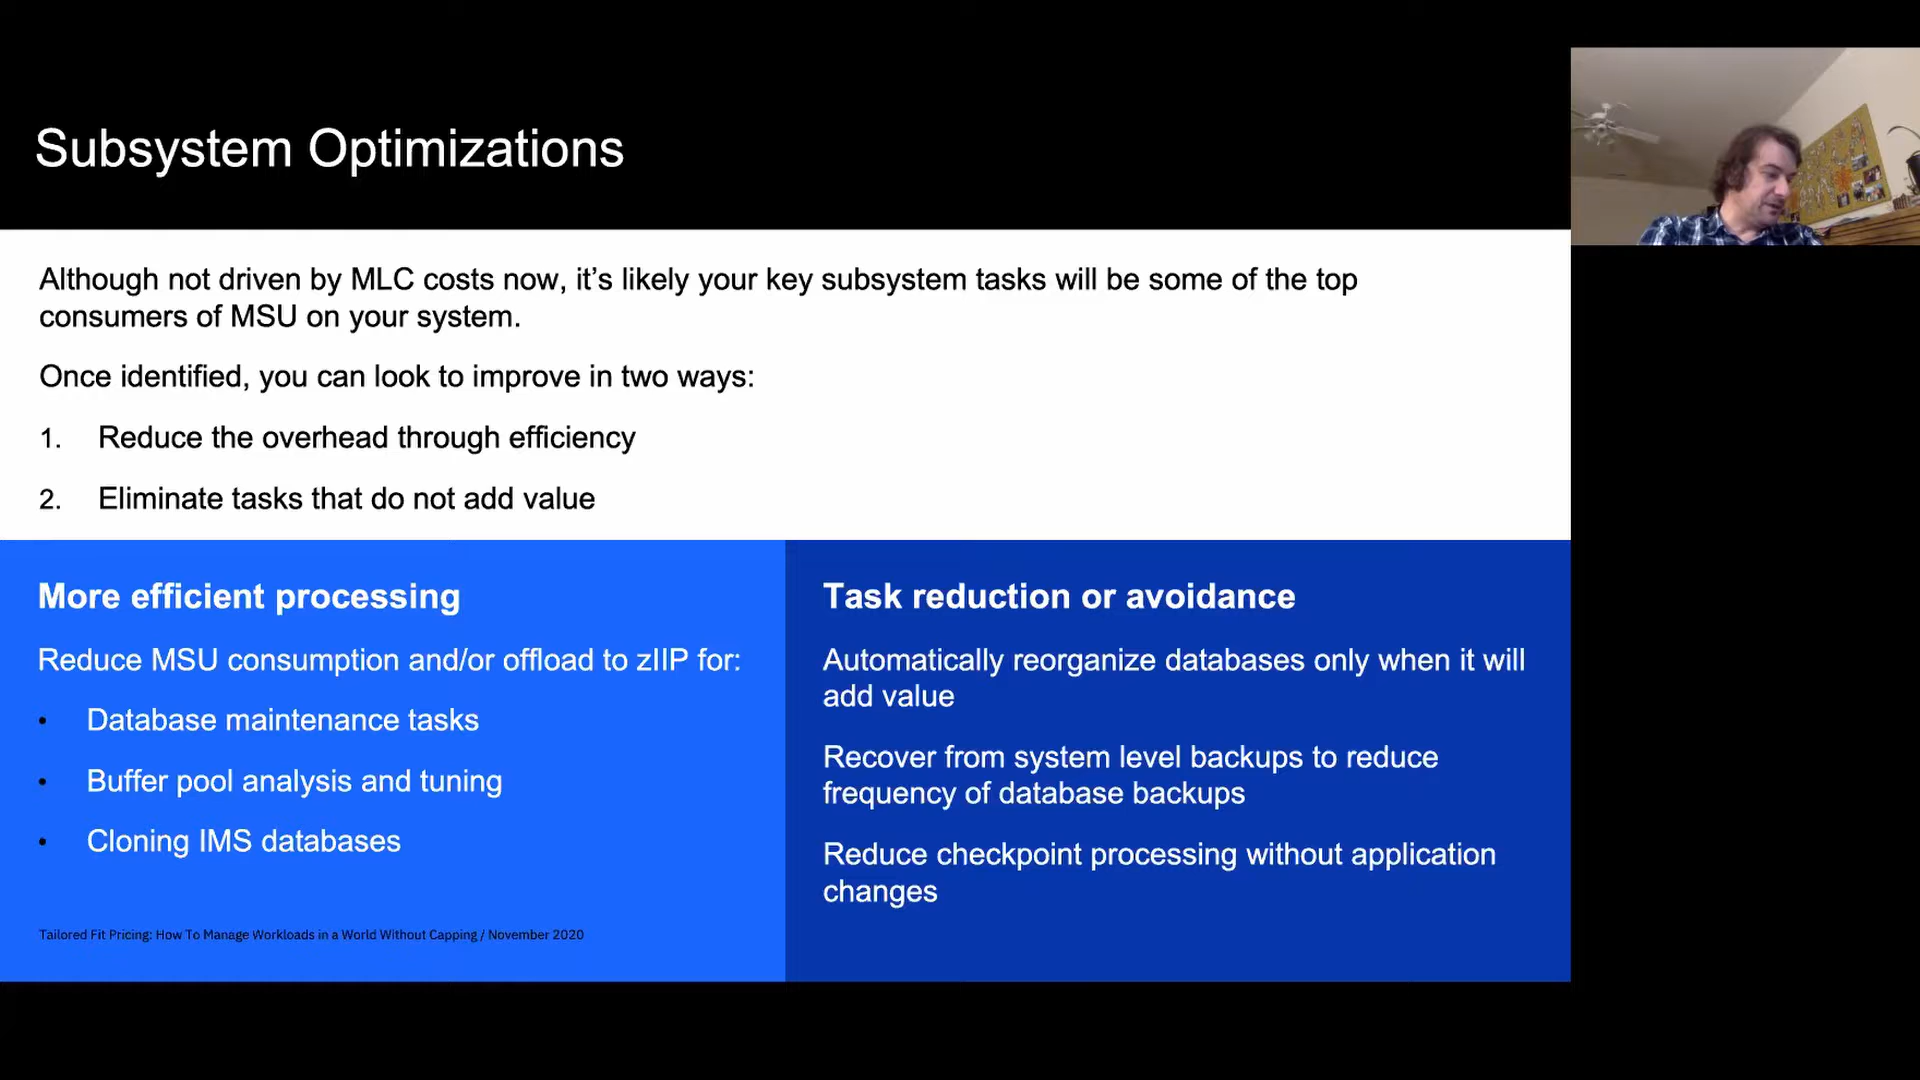 Subsystem Optimizations
Although not driven by MLC costs now, it’s likely your key subsystem tasks will be some of the top
consumers of MSU on your system.
Once identified, you can look to improve in two ways:
1. Reduce the overhead through efficiency
2. Eliminate tasks that do not add value
More efficient processing
Reduce MSU consumption and/or offload to zIIP for:
• Database maintenance tasks
• Buffer pool analysis and tuning
• Cloning IMS databases
Tailored Fit Pricing: How To Manage Workloads in a World Without Capping / November 2020
Task reduction or avoidance
Automatically reorganize databases only when it will
add value
Recover from system level backups to reduce
frequency of database backups
Reduce checkpoint processing without application
changes